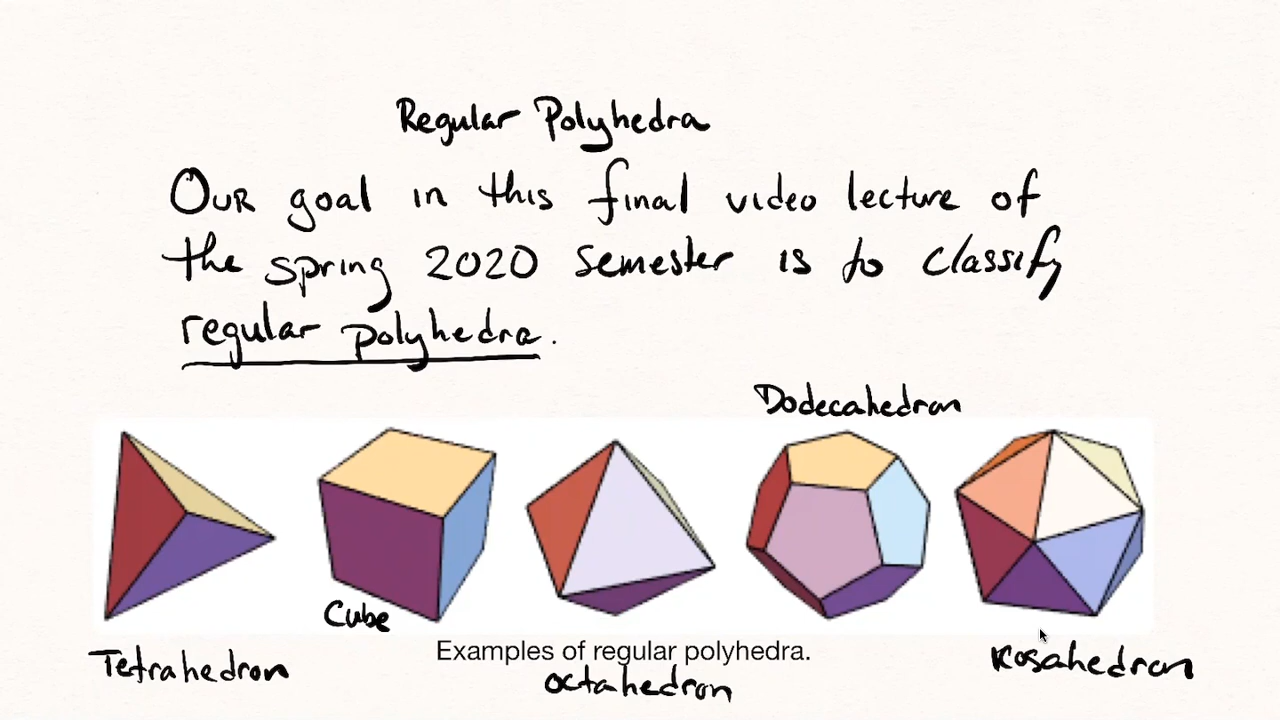 Regular Polyhedra
Our goal in this final video lecture of
the spring 2020 semester is to classify
regular polyhedra.
Dodecahedron
Cube
Examples of regular polyhedra.
Tetrahedron
octahedron
Icosahedron